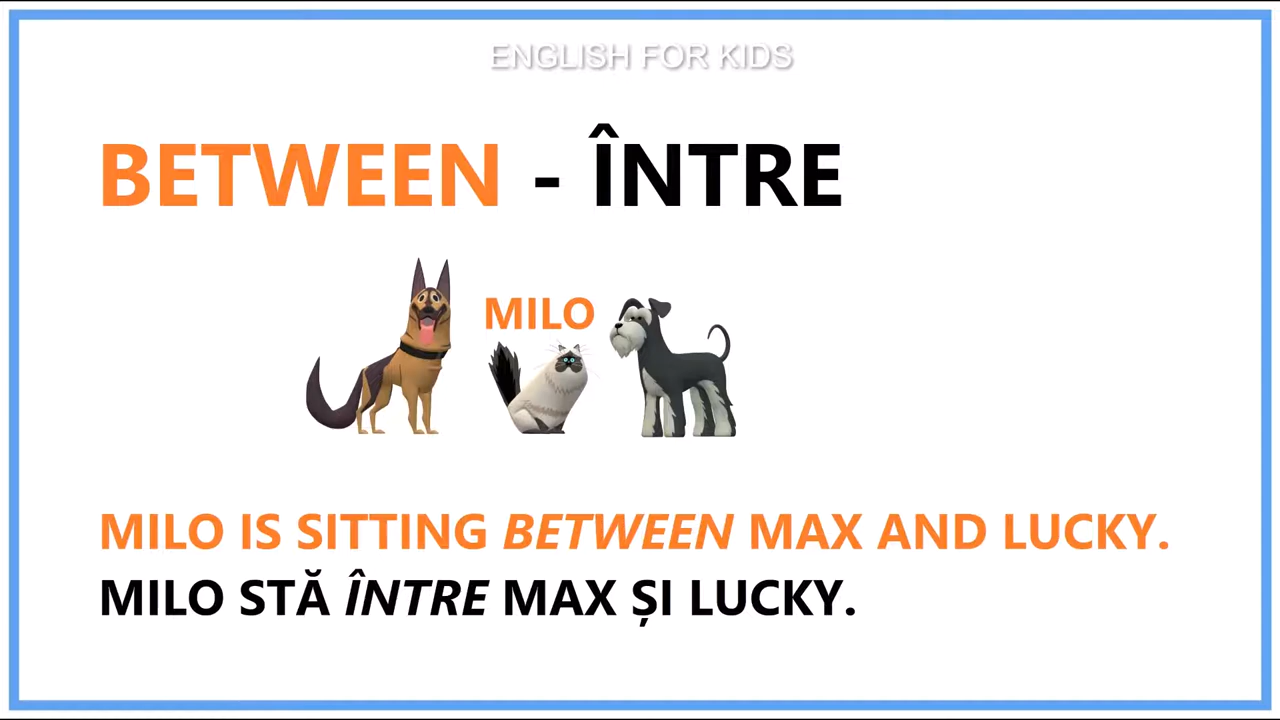 ENGLISH FOR KIDS
BETWEEN - ÎNTRE
MILO
MILO IS SITTING BETWEEN MAX AND LUCKY.
MILO STĂ ÎNTRE MAX ȘI LUCKY.